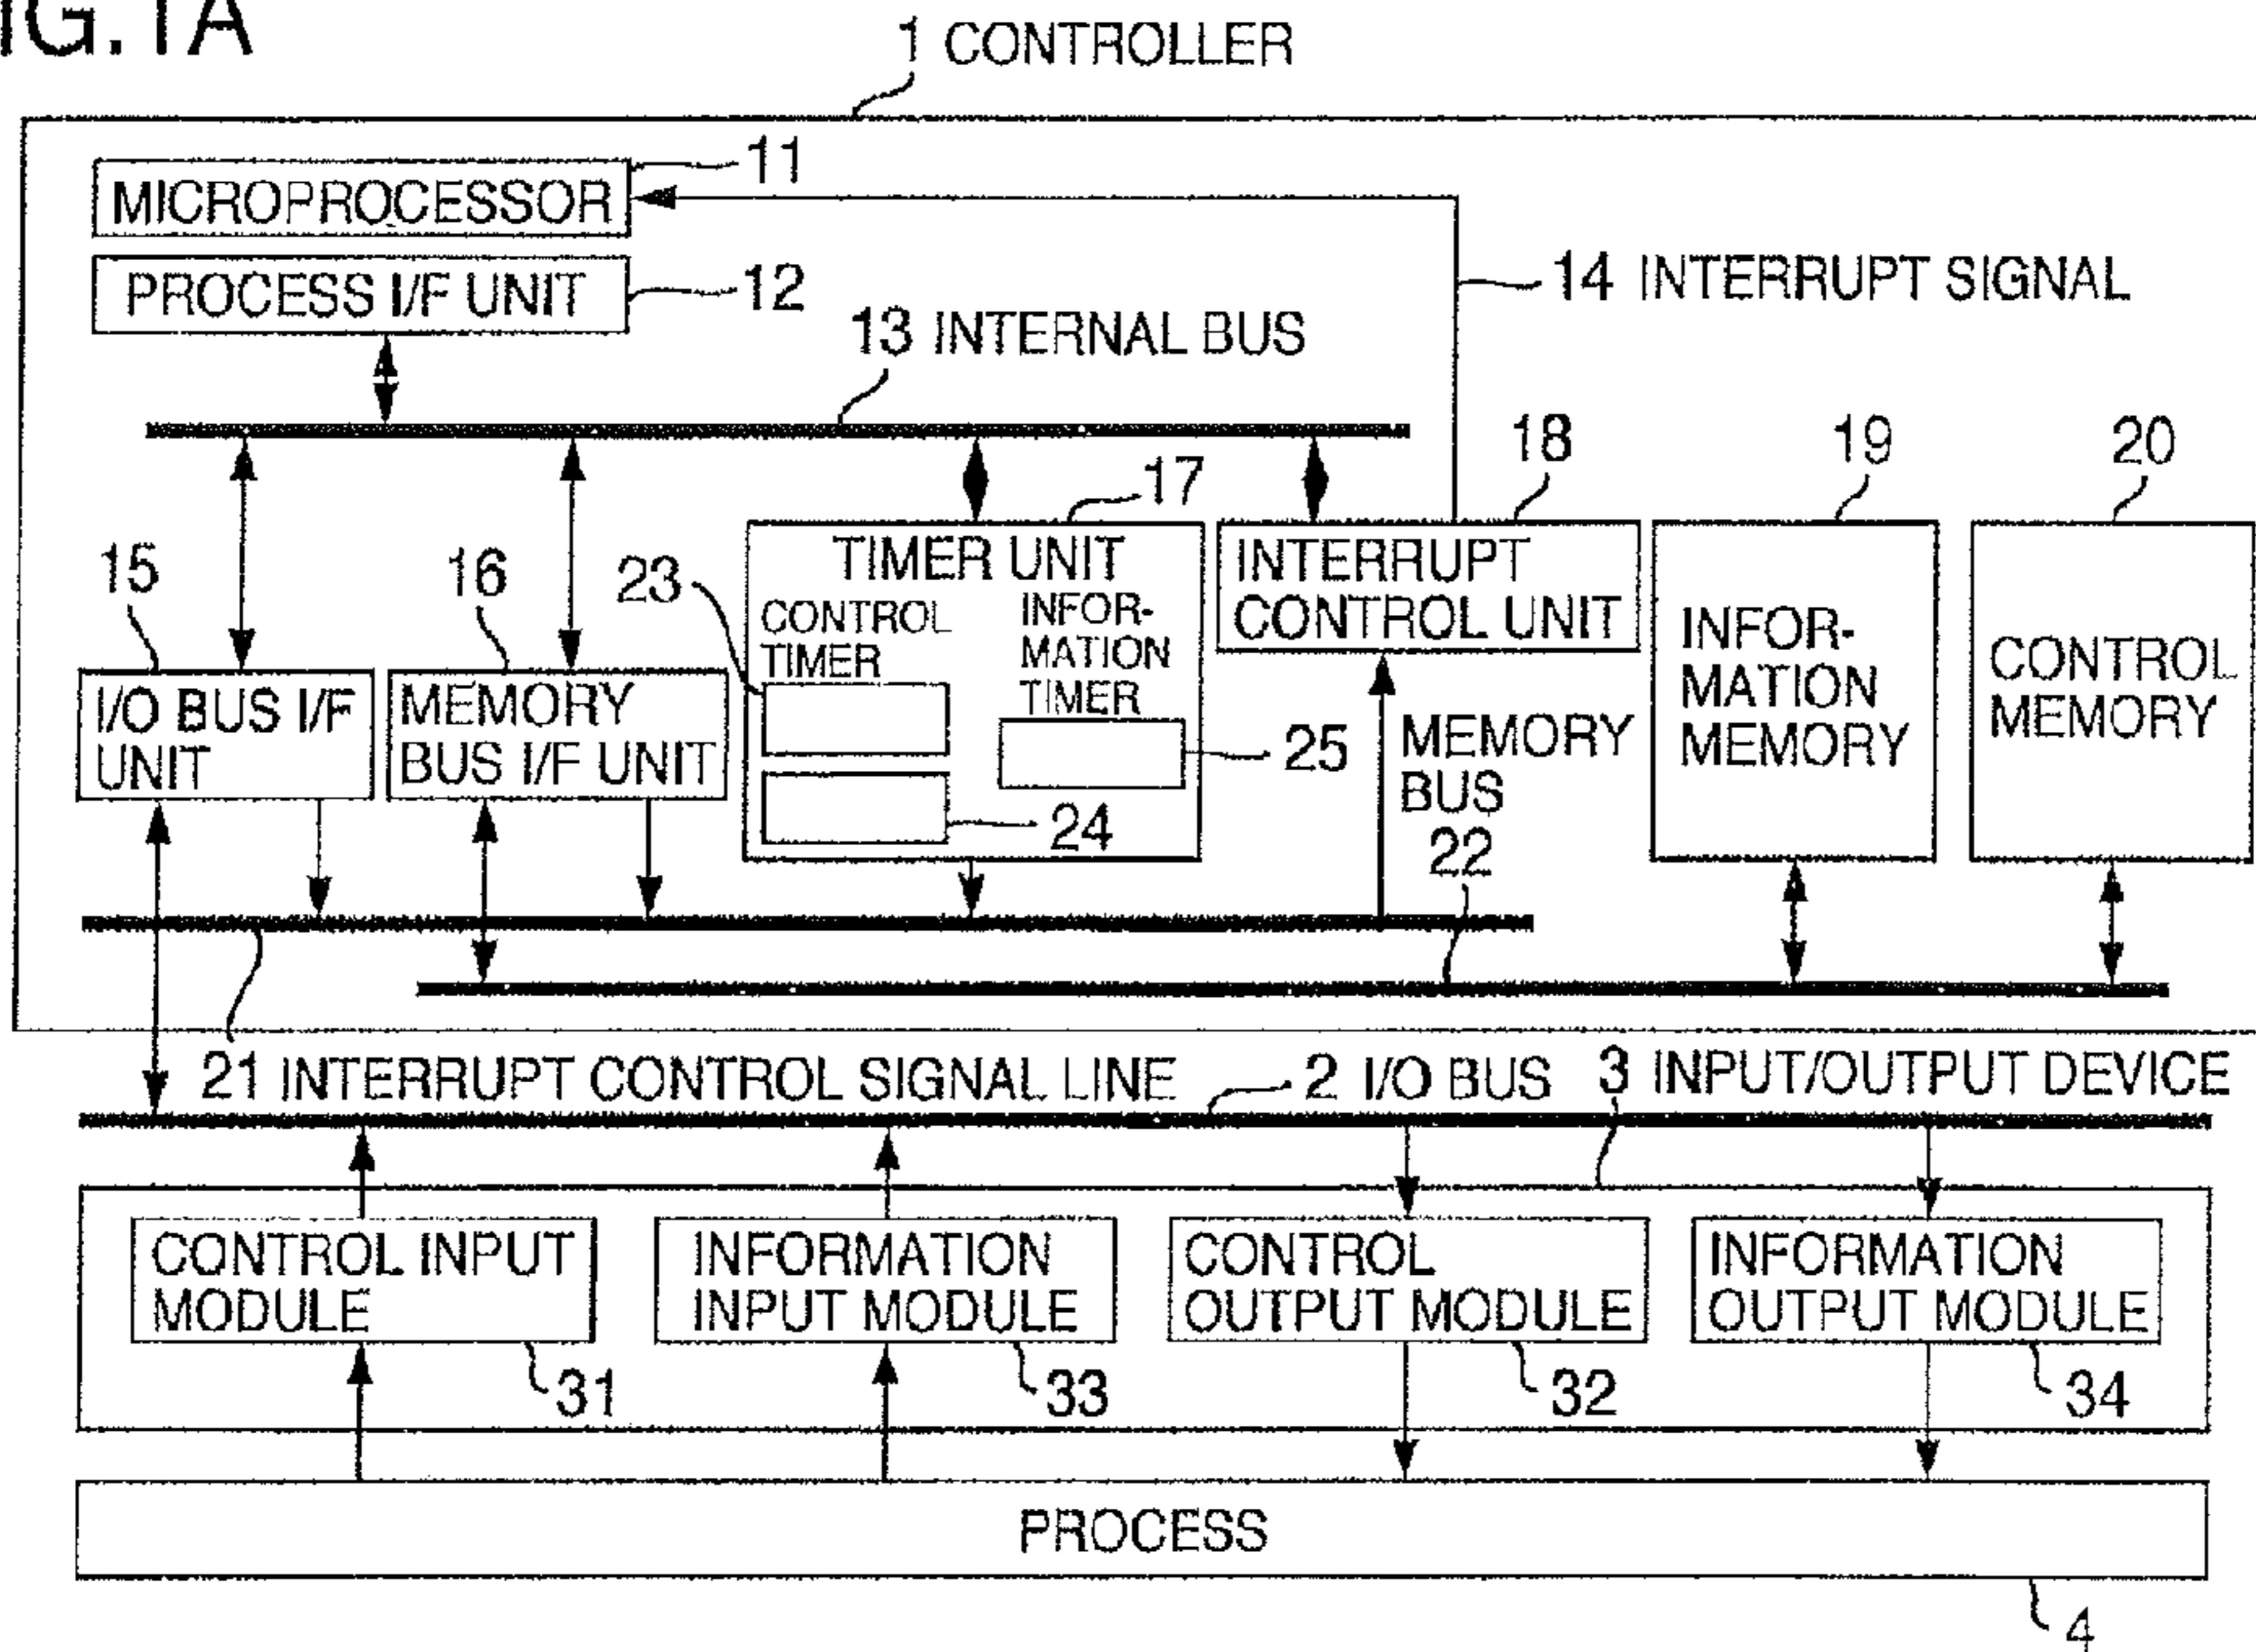 IG.1A
1 CONTROLLER
MICROPROCESSOR
11
PROCESS I/F UNIT
12
14 INTERRUPT SIGNAL
13 INTERNAL BUS
15
I/O BUS I/F
UNIT
16
MEMORY
BUS I/F UNIT
17
TIMER UNIT
23
CONTROL
TIMER
24
INFOR-
MATION
TIMER
25
18
INTERRUPT
CONTROL UNIT
MEMORY
BUS
22
19
INFOR-
MATION
MEMORY
20
CONTROL
MEMORY
21 INTERRUPT CONTROL SIGNAL LINE
2 I/O BUS
3 INPUT/OUTPUT DEVICE
CONTROL INPUT
MODULE
31
INFORMATION
INPUT MODULE
33
CONTROL
OUTPUT MODULE
32
INFORMATION
OUTPUT MODULE
34
PROCESS
4